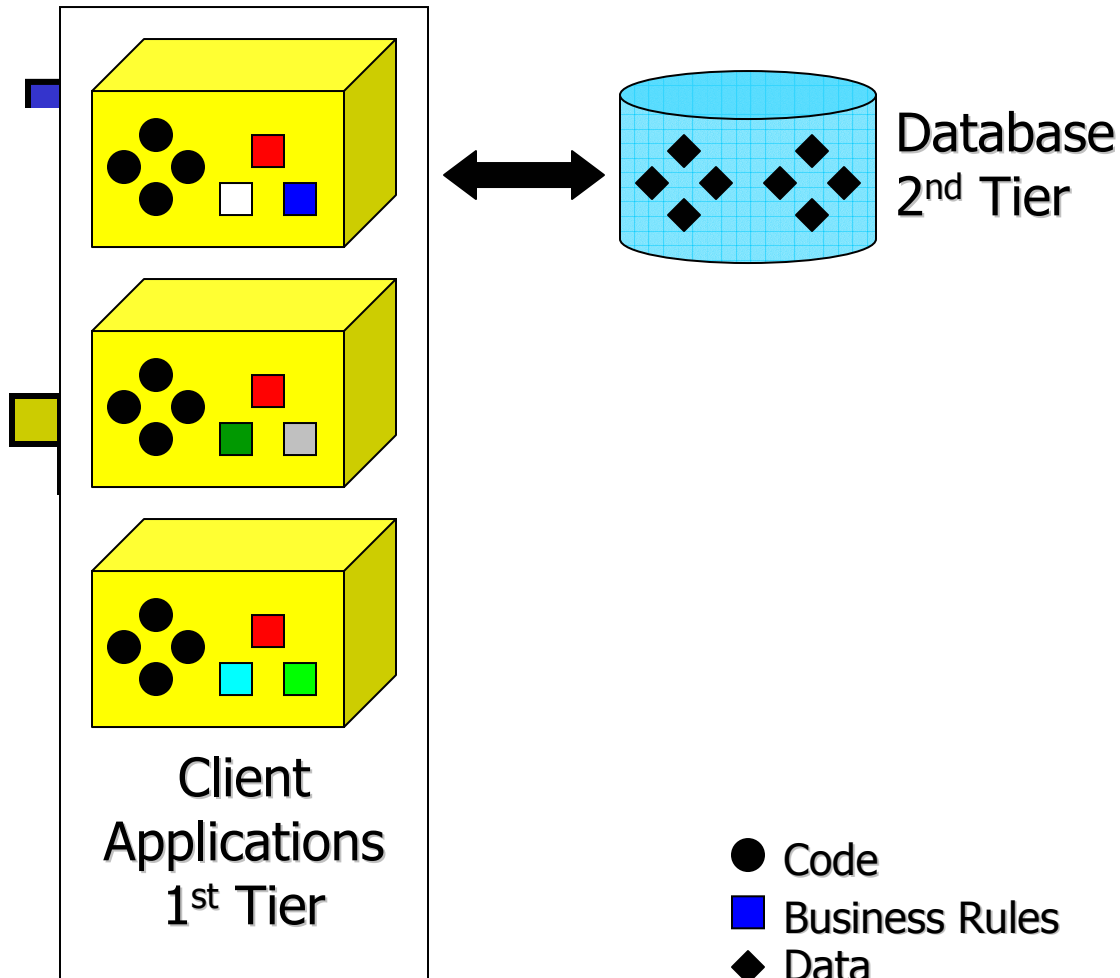 Database
2nd Tier
Client
Applications
1st Tier
Code
Business Rules
Data